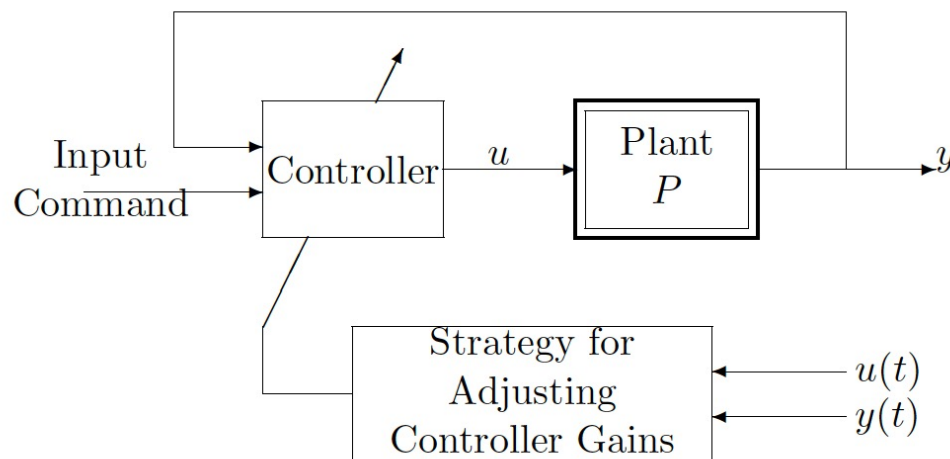 Input
Command
Controller
u
Plant
P
y
Strategy for
Adjusting
Controller Gains
u(t)
y(t)